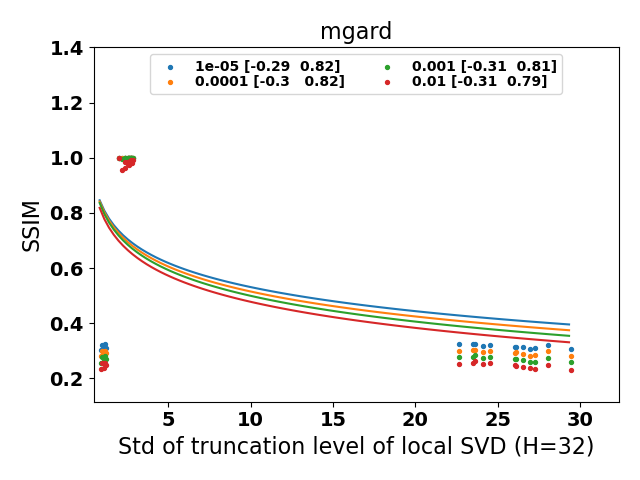 mgard
1.4
1e-05 [-0.29  0.82]
0.001 [-0.31  0.81]
0.0001 [-0.3   0.82]
0.01 [-0.31  0.79]
1.2
1.0
0.8
0.6
0.4
0.2
SSIM
5 10 15 20 25 30
Std of truncation level of local SVD (H=32)